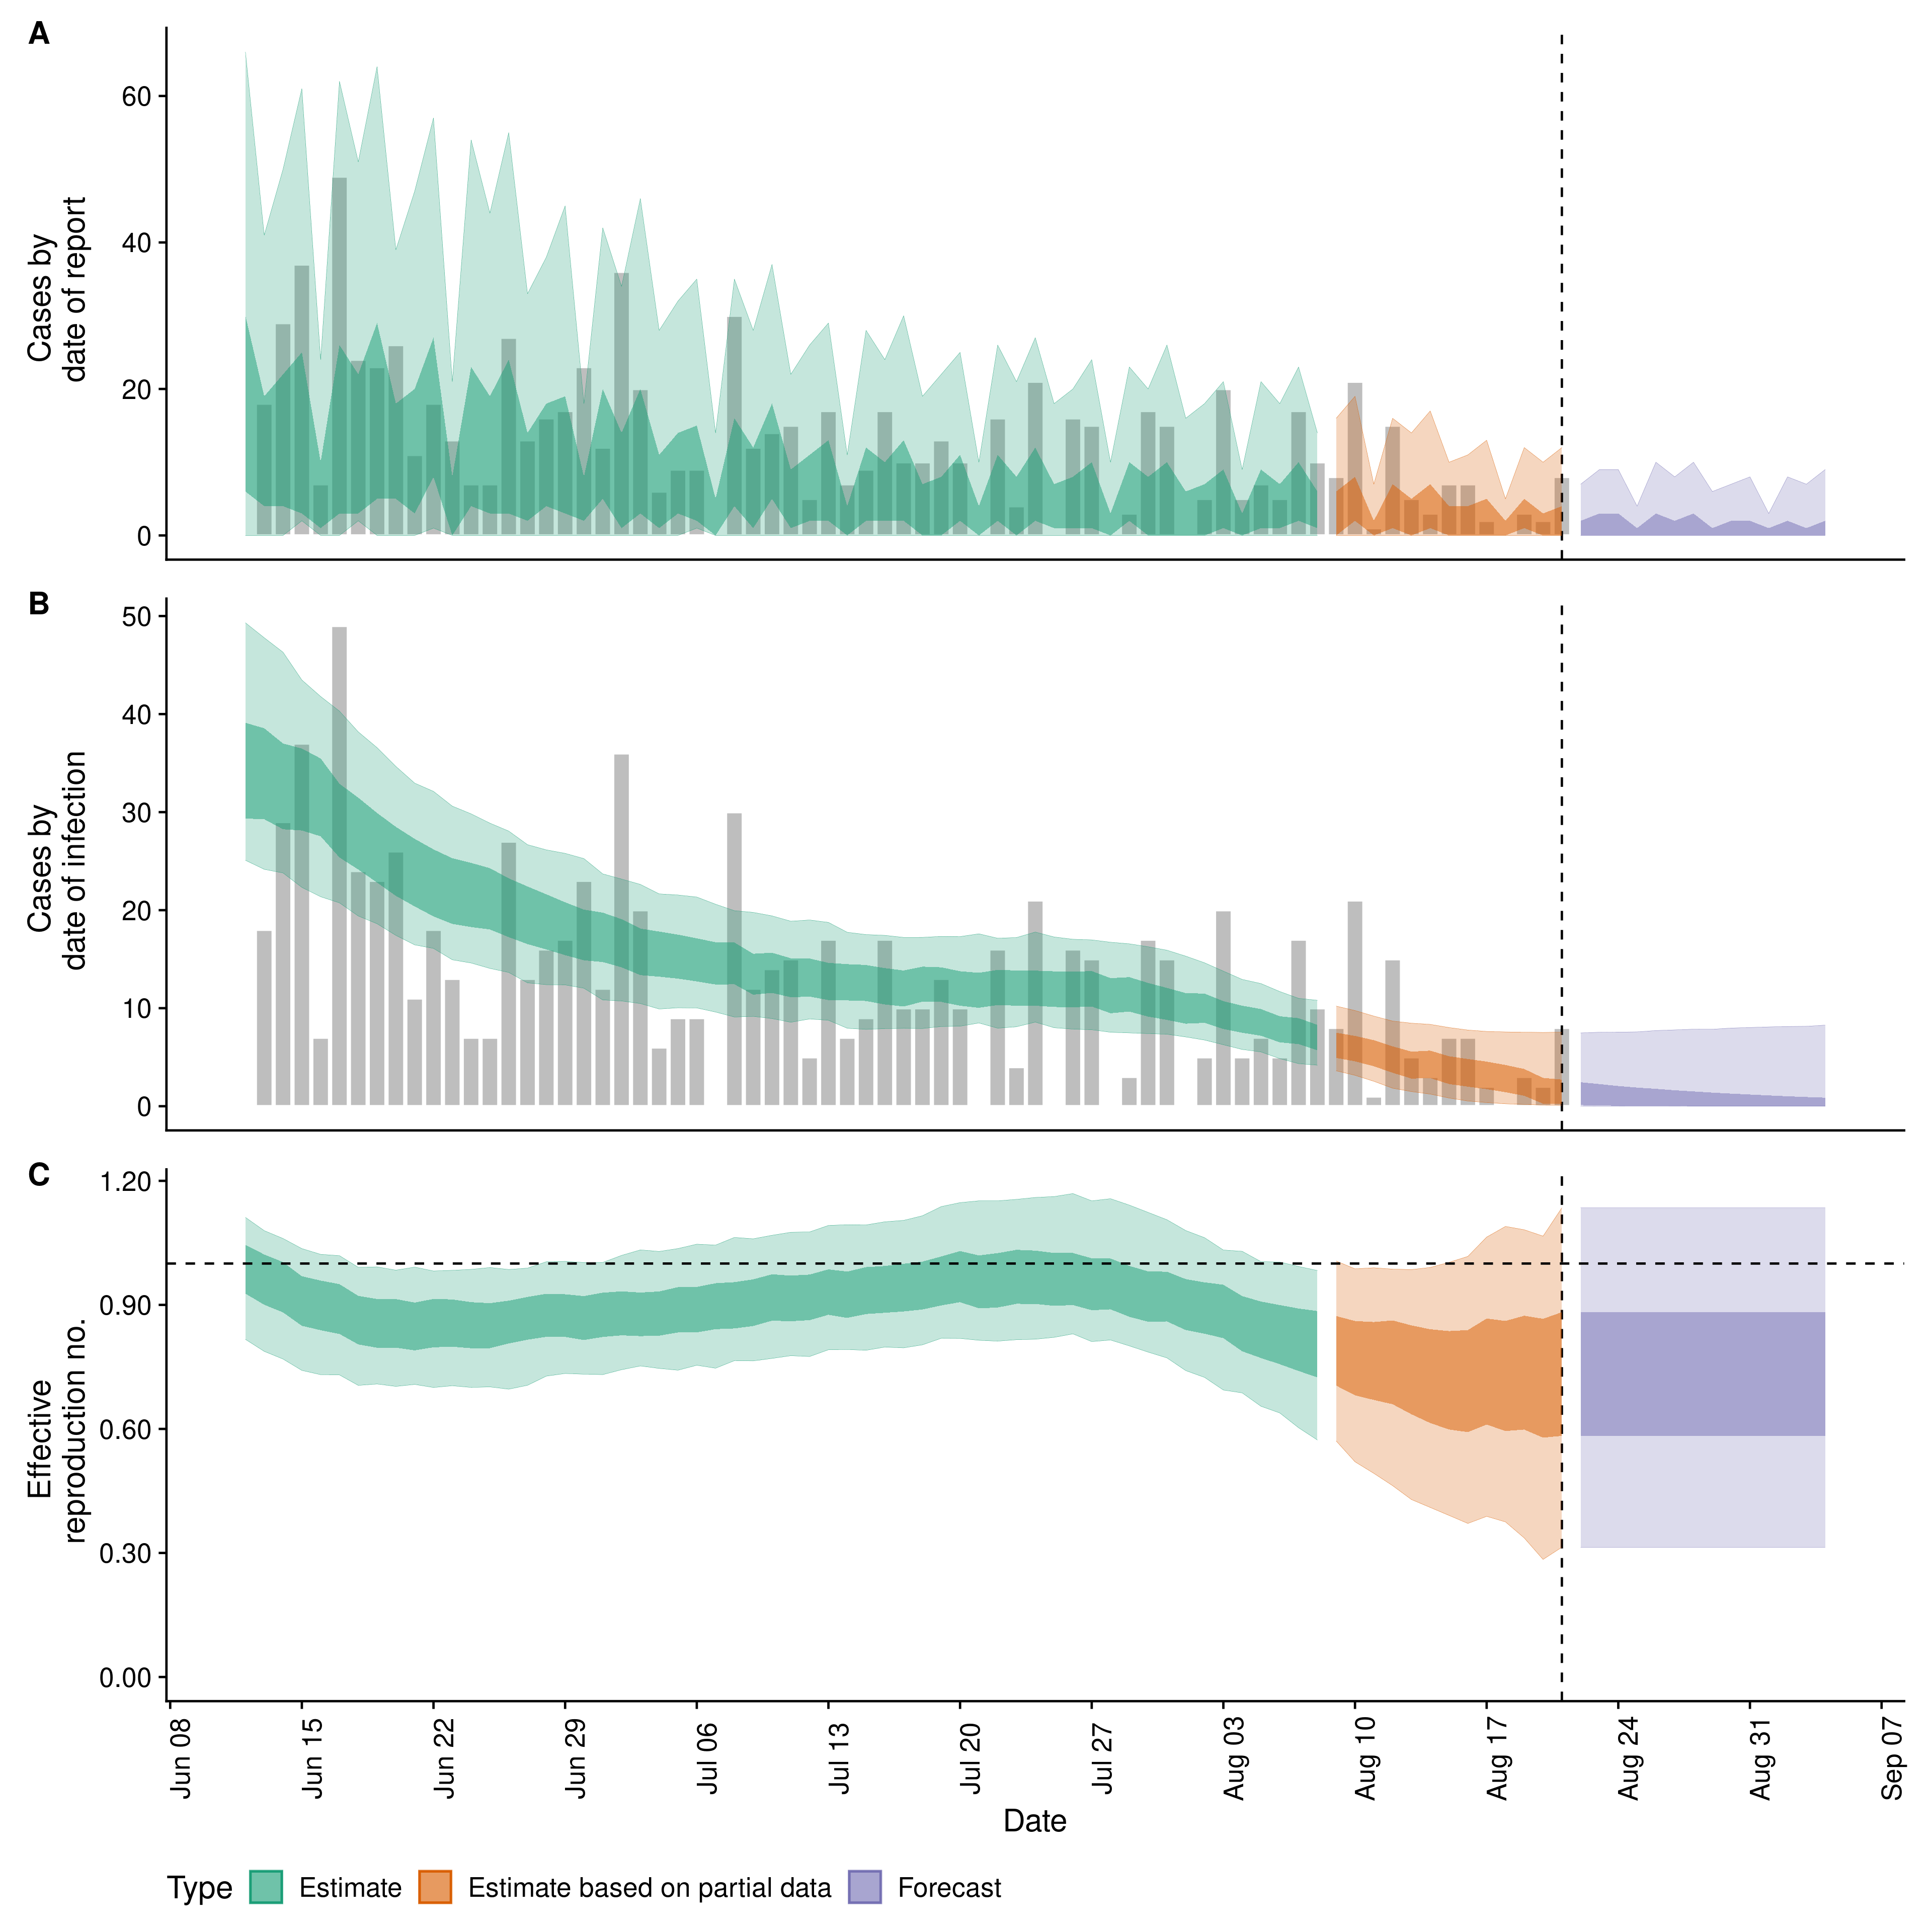 A
60
40
20
0
Cases by
date of report
B
50
40
30
20
10
0
Cases by
date of infection
C
1.20
0.90
0.60
0.30
0.00
Effective
reproduction no.
Jun 08
Jun 15
Jun 22
Jun 29
Jul 06
Jul 13
Jul 20
Jul 27
Aug 03
Aug 10
Aug 17
Aug 24
Aug 31
Sep 07
Date
Type Estimate Estimate based on partial data Forecast